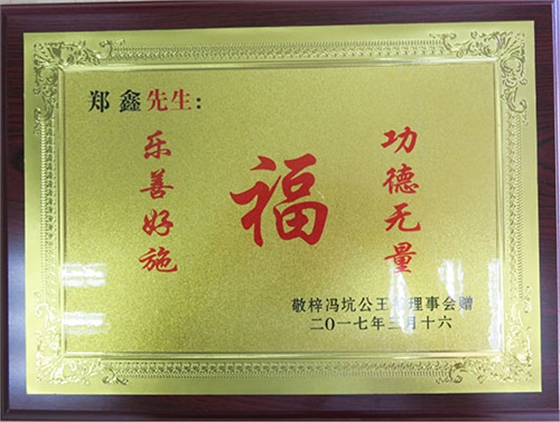 郑鑫先生:
乐善好施
福
功德无量
敬梓冯坑公王理事会赠
二0一七年三月十六